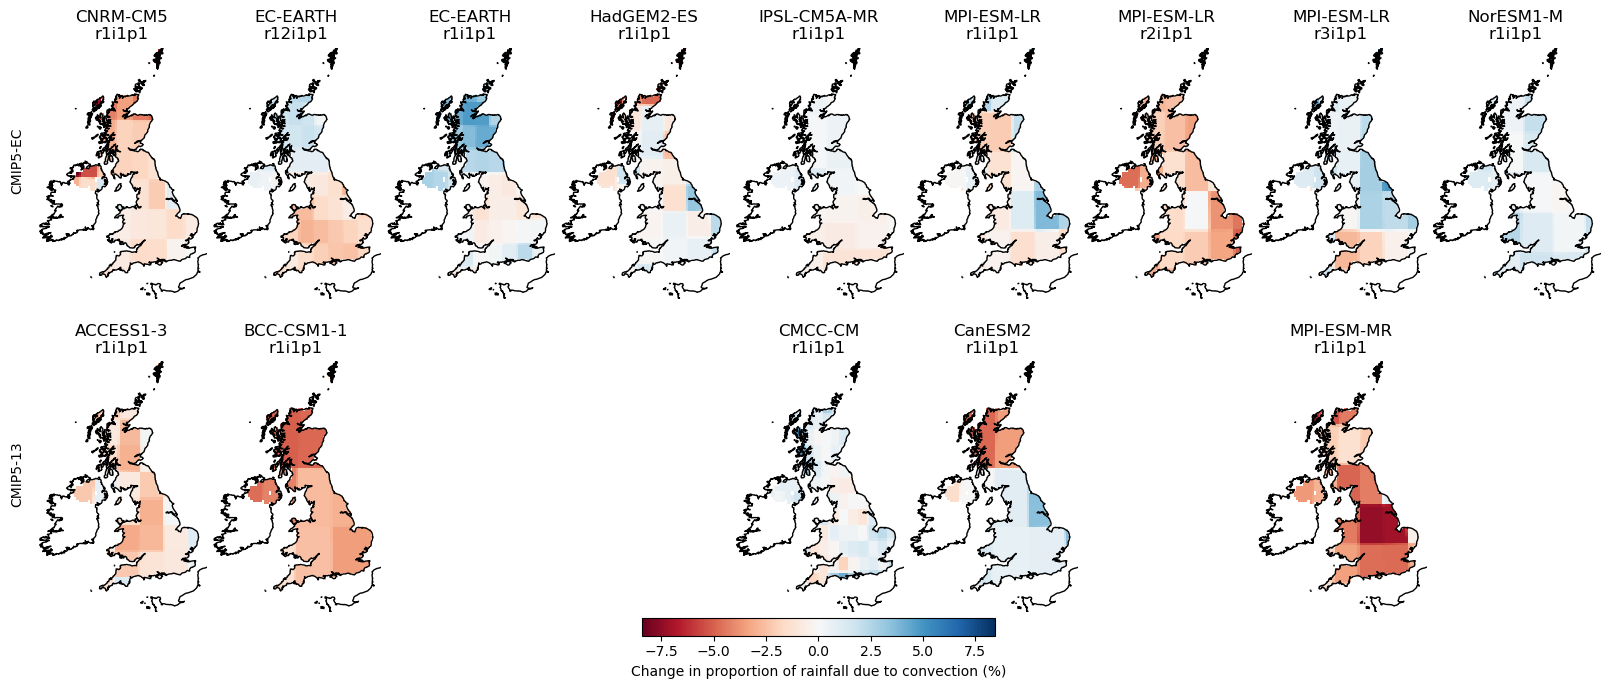 CNRM-CM5
r1i1p1
EC-EARTH
r12i1p1
EC-EARTH
r1i1p1
HadGEM2-ES
r1i1p1
IPSL-CM5A-MR
r1i1p1
MPI-ESM-LR
r1i1p1
MPI-ESM-LR
r2i1p1
MPI-ESM-LR
r3i1p1
NorESM1-M
r1i1p1
CMIP5-EC
ACCESS1-3
r1i1p1
BCC-CSM1-1
r1i1p1
CMCC-CM
r1i1p1
CanESM2
r1i1p1
MPI-ESM-MR
r1i1p1
CMIP5-13
−7.5 −5.0 −2.5 0.0 2.5 5.0 7.5
Change in proportion of rainfall due to convection (%)